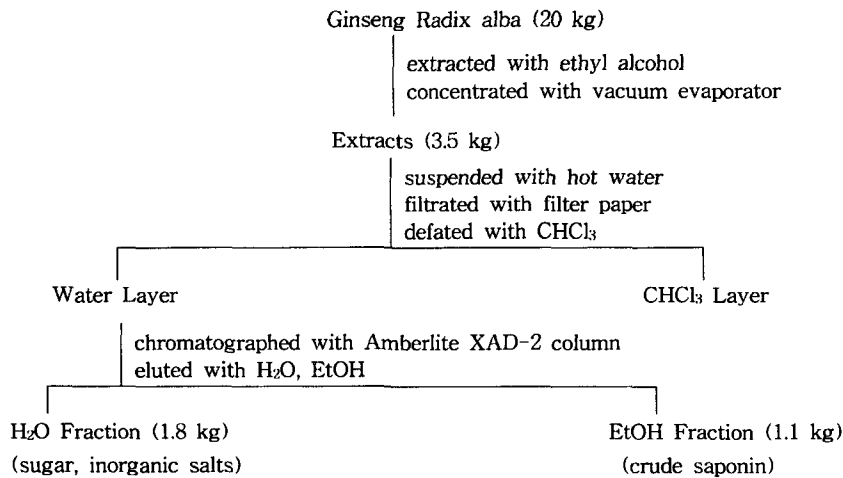 Ginseng Radix alba (20 kg)
extracted with ethyl alcohol
concentrated with vacuum evaporator
Extracts (3.5 kg)
suspended with hot water
filtrated with filter paper
defated with CHCl₃
Water Layer
CHCl₃ Layer
chromatographed with Amberlite XAD-2 column
eluted with H₂O, EtOH
H₂O Fraction (1.8 kg)
EtOH Fraction (1.1 kg)
(sugar, inorganic salts)
(crude saponin)